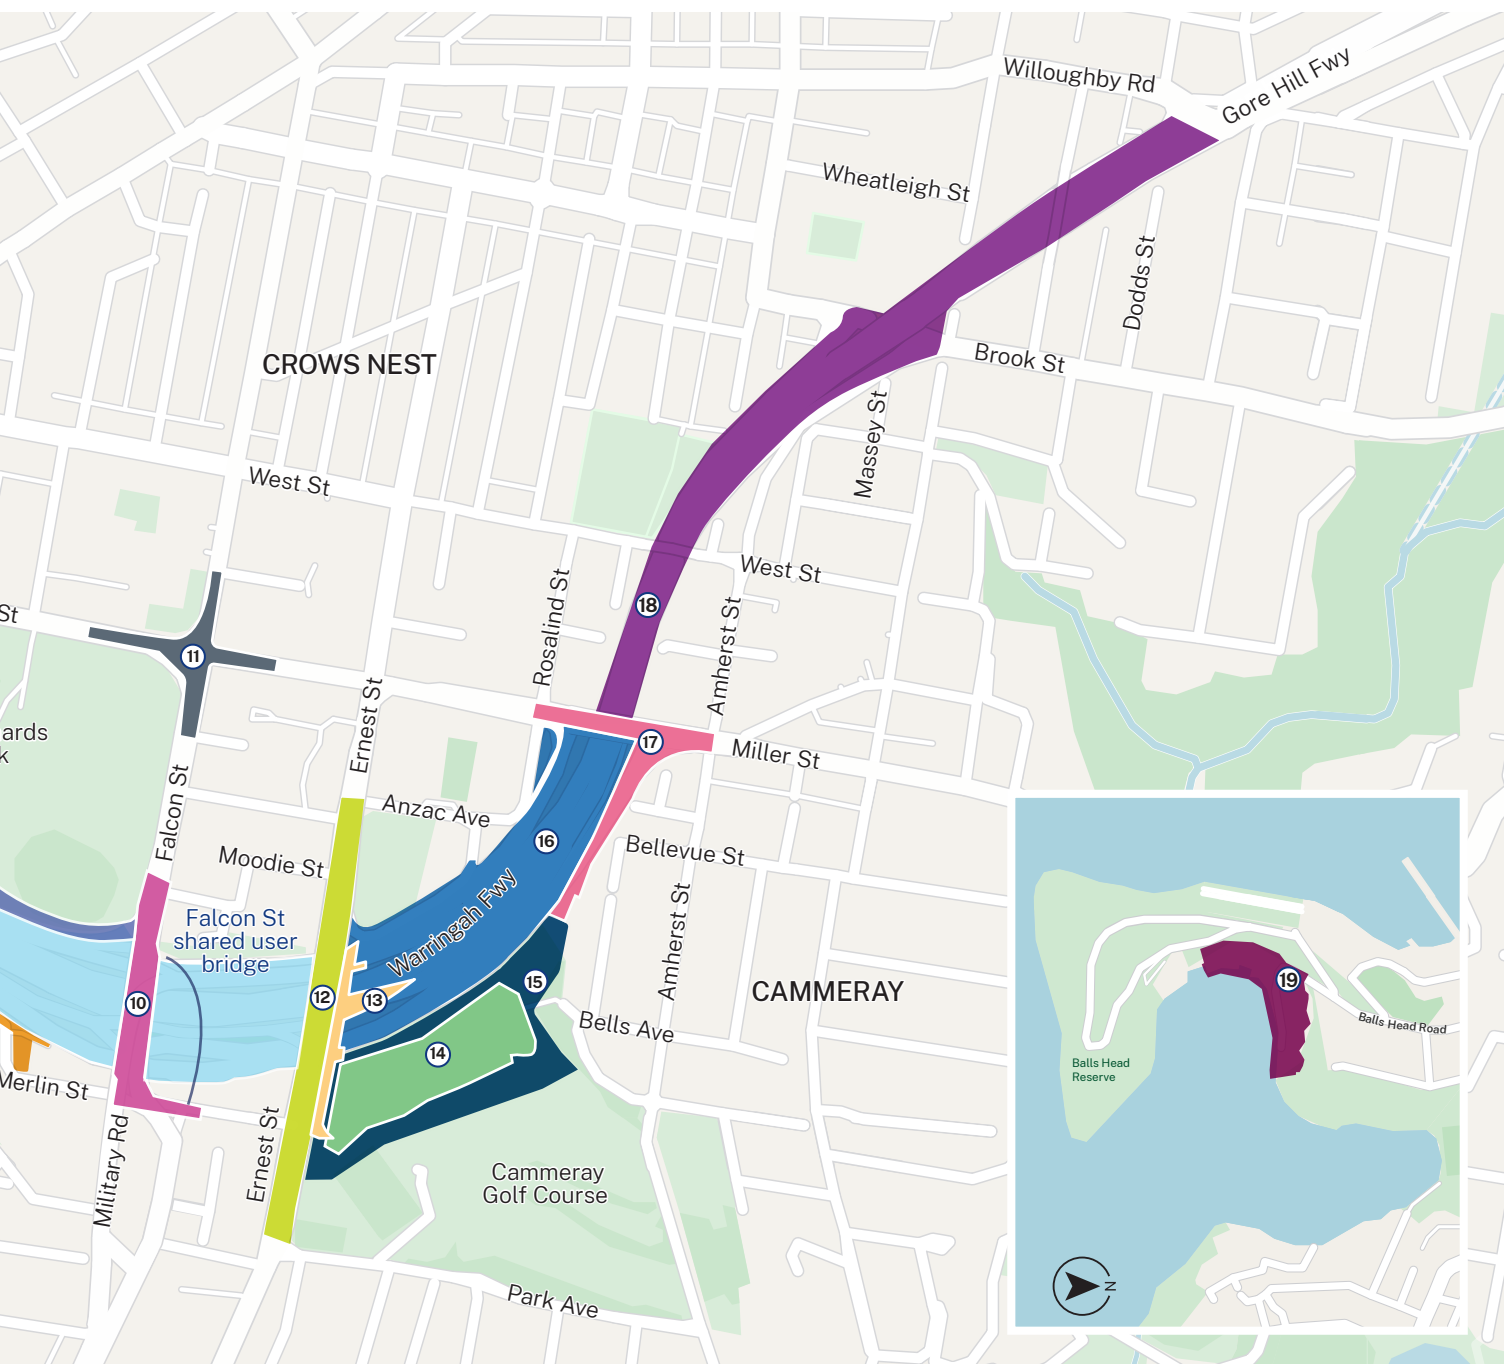 Willoughby Rd
Gore Hill Fwy
Wheatleigh St
Dodds St
Brook St
CROWS NEST
Massey St
West St
West St
Rosalind St
18
Amherst St
St
11
ards
k
Ernest St
17
Miller St
Falcon St
Anzac Ave
16
Bellevue St
Moodie St
Warringah Fwy
Amherst St
Falcon St
shared user
bridge
15
CAMMERAY
10
12
13
Bells Ave
14
Merlin St
Military Rd
Ernest St
Cammeray
Golf Course
Park Ave
19
Balls Head Road
Balls Head
Reserve
N